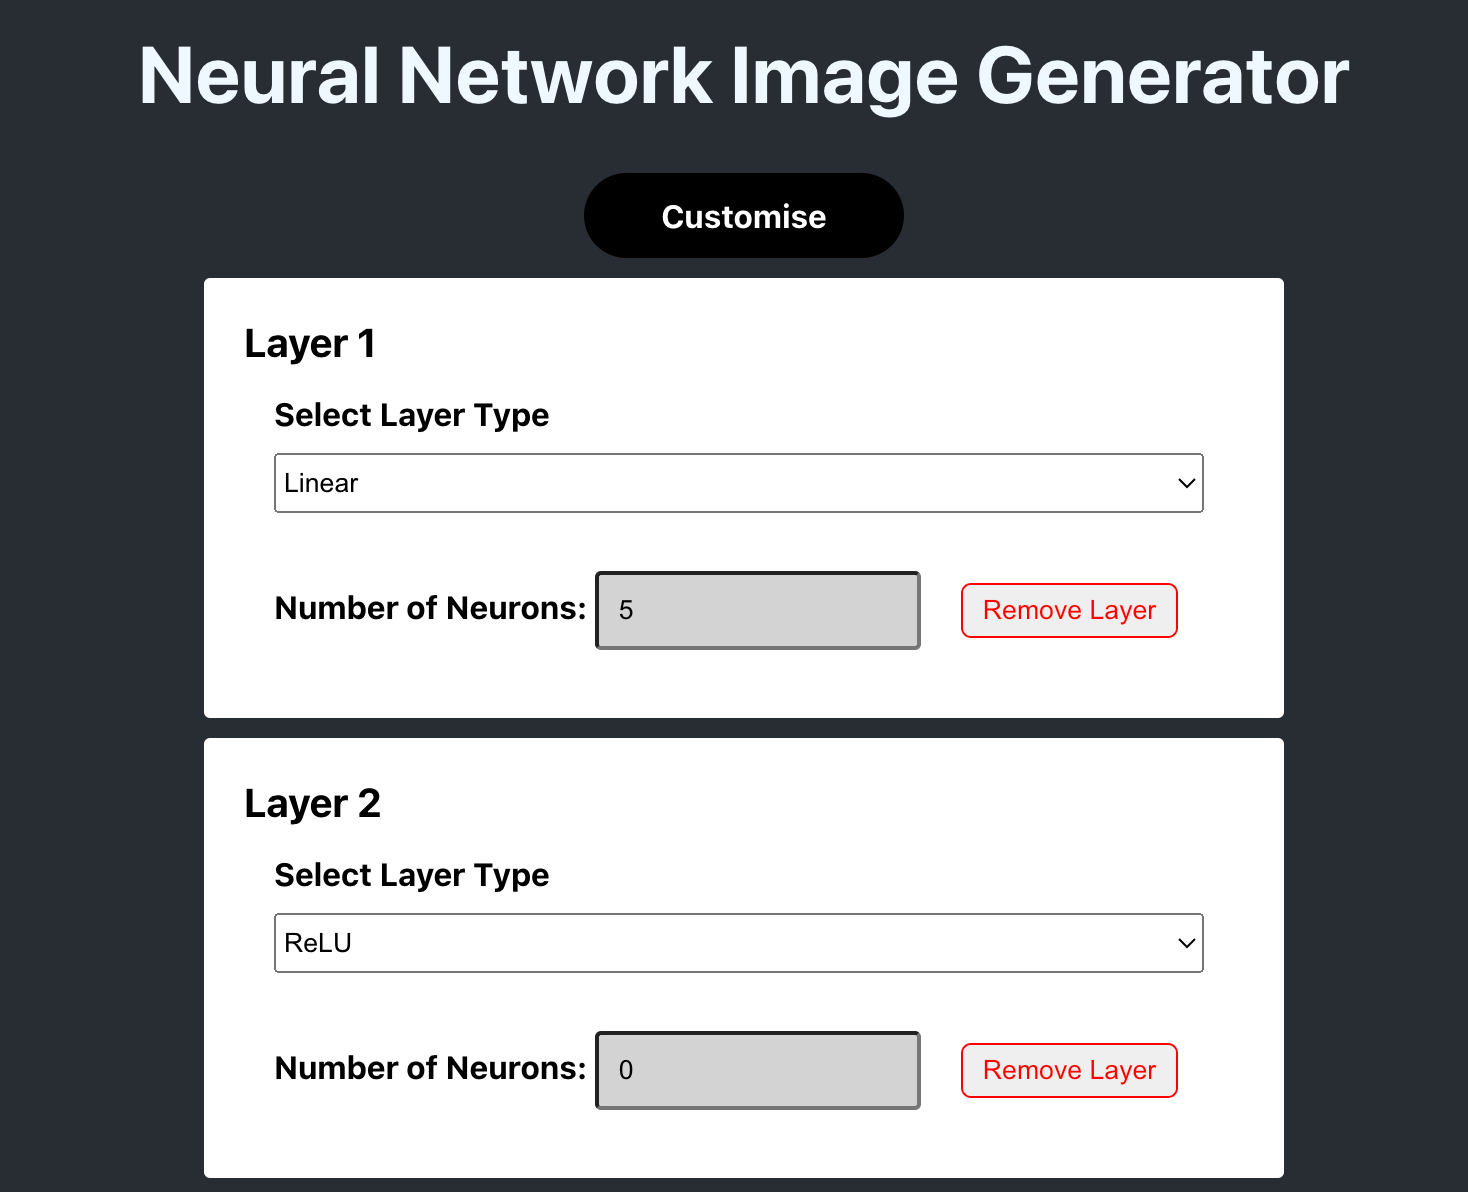 Neural Network Image Generator
Customise
Layer 1
Select Layer Type
Linear
Number of Neurons: 5 Remove Layer
Layer 2
Select Layer Type
ReLU
Number of Neurons: 0 Remove Layer